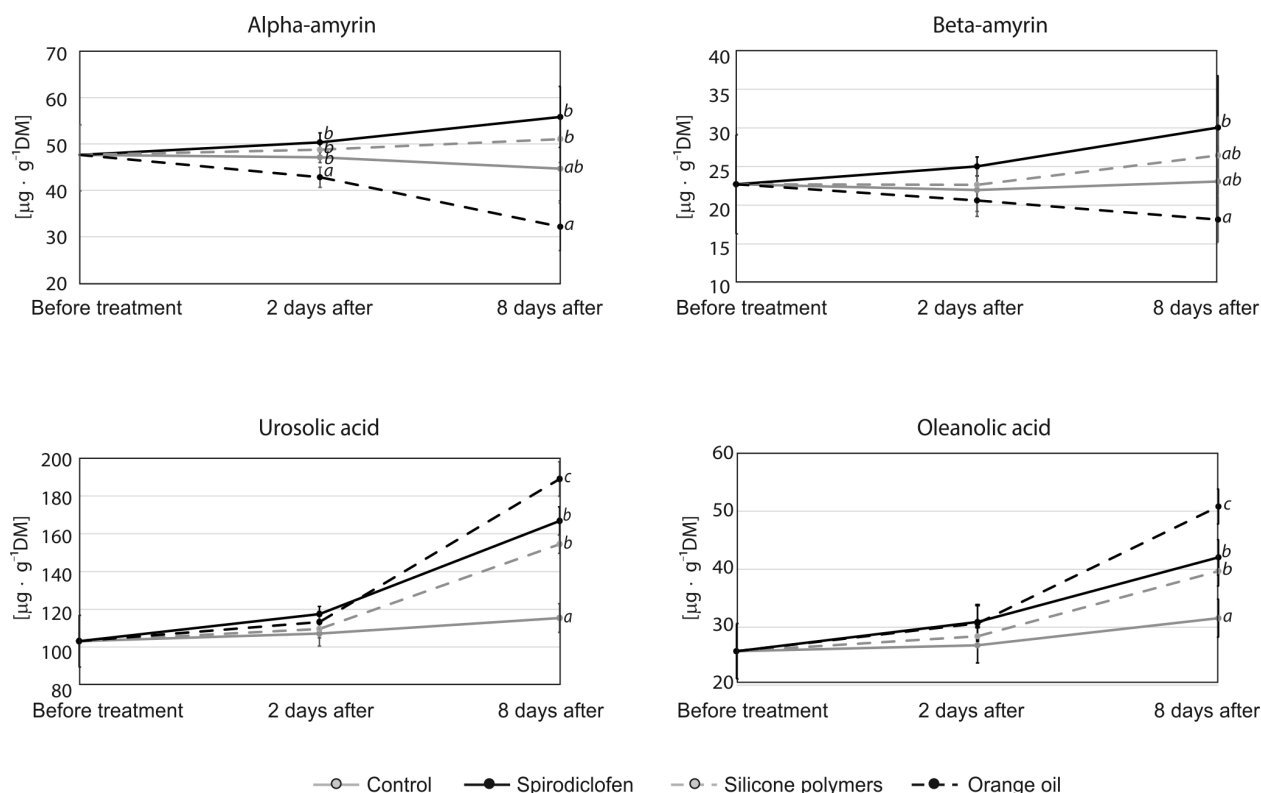 Alpha-amyrin
[µg · g⁻¹DM]
70
60
50
40
30
20
b
b
b
a
b
b
ab
a
Before treatment 2 days after 8 days after
Beta-amyrin
[µg · g⁻¹DM]
40
35
30
25
20
15
10
b
ab
ab
a
Before treatment 2 days after 8 days after
Urosolic acid
[µg · g⁻¹DM]
200
180
160
140
120
100
80
c
b
b
a
Before treatment 2 days after 8 days after
Oleanolic acid
[µg · g⁻¹DM]
60
50
40
30
20
c
b
b
a
Before treatment 2 days after 8 days after
Control Spirodiclofen Silicone polymers Orange oil